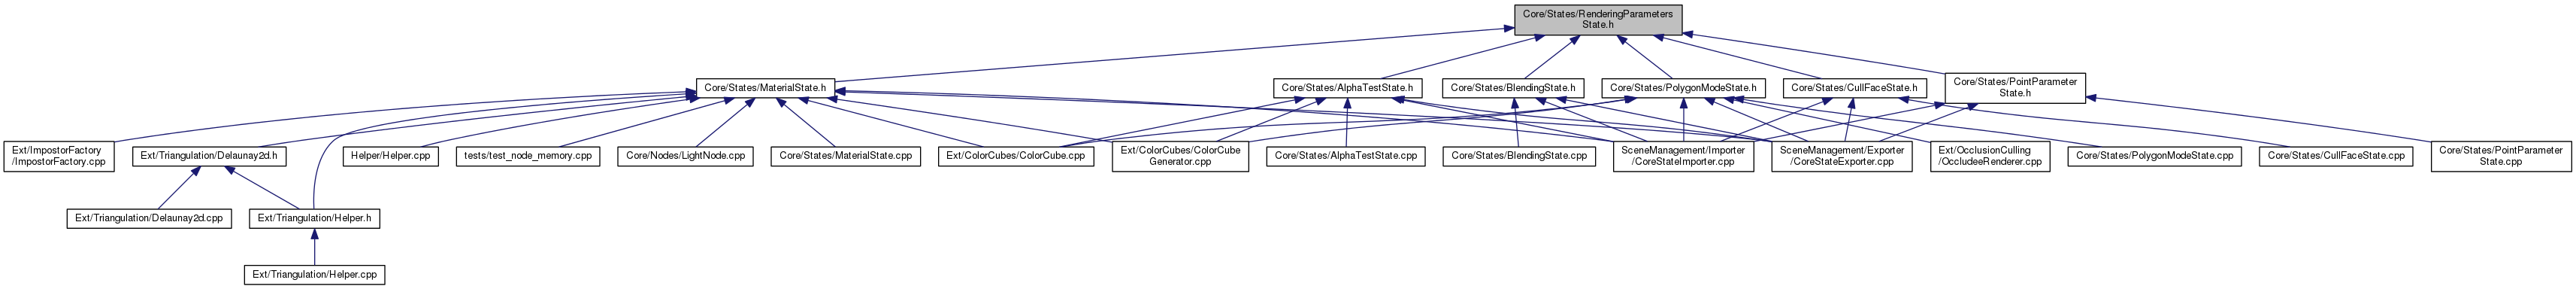 Core/States/RenderingParameters
State.h
Core/States/MaterialState.h
Core/States/AlphaTestState.h
Core/States/BlendingState.h
Core/States/PolygonModeState.h
Core/States/CullFaceState.h
Core/States/PointParameter
State.h
Ext/ImpostorFactory
/ImpostorFactory.cpp
Ext/Triangulation/Delaunay2d.h
Helper/Helper.cpp
tests/test_node_memory.cpp
Core/Nodes/LightNode.cpp
Core/States/MaterialState.cpp
Ext/ColorCubes/ColorCube.cpp
Ext/ColorCubes/ColorCube
Generator.cpp
Core/States/AlphaTestState.cpp
Core/States/BlendingState.cpp
SceneManagement/Importer
/CoreStateImporter.cpp
SceneManagement/Exporter
/CoreStateExporter.cpp
Ext/OcclusionCulling
/OccludeeRenderer.cpp
Core/States/PolygonModeState.cpp
Core/States/CullFaceState.cpp
Core/States/PointParameter
State.cpp
Ext/Triangulation/Delaunay2d.cpp
Ext/Triangulation/Helper.h
Ext/Triangulation/Helper.cpp